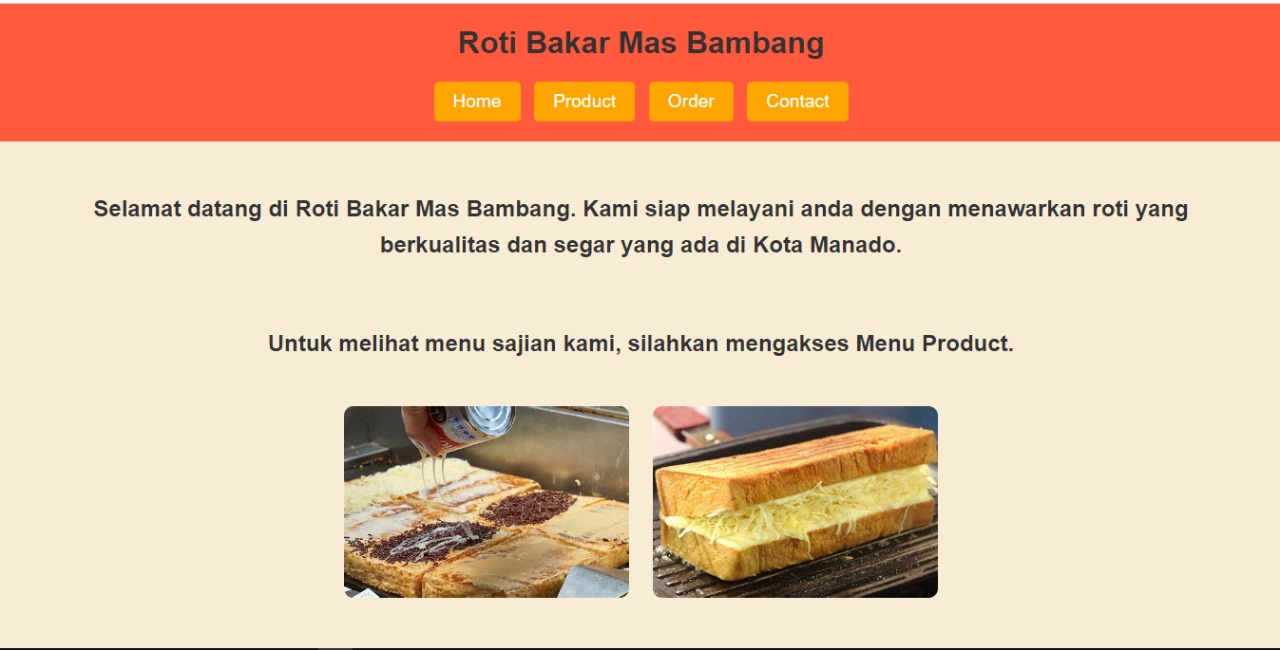 Roti Bakar Mas Bambang
Home Product Order Contact
Selamat datang di Roti Bakar Mas Bambang. Kami siap melayani anda dengan menawarkan roti yang
berkualitas dan segar yang ada di Kota Manado.
Untuk melihat menu sajian kami, silahkan mengakses Menu Product.